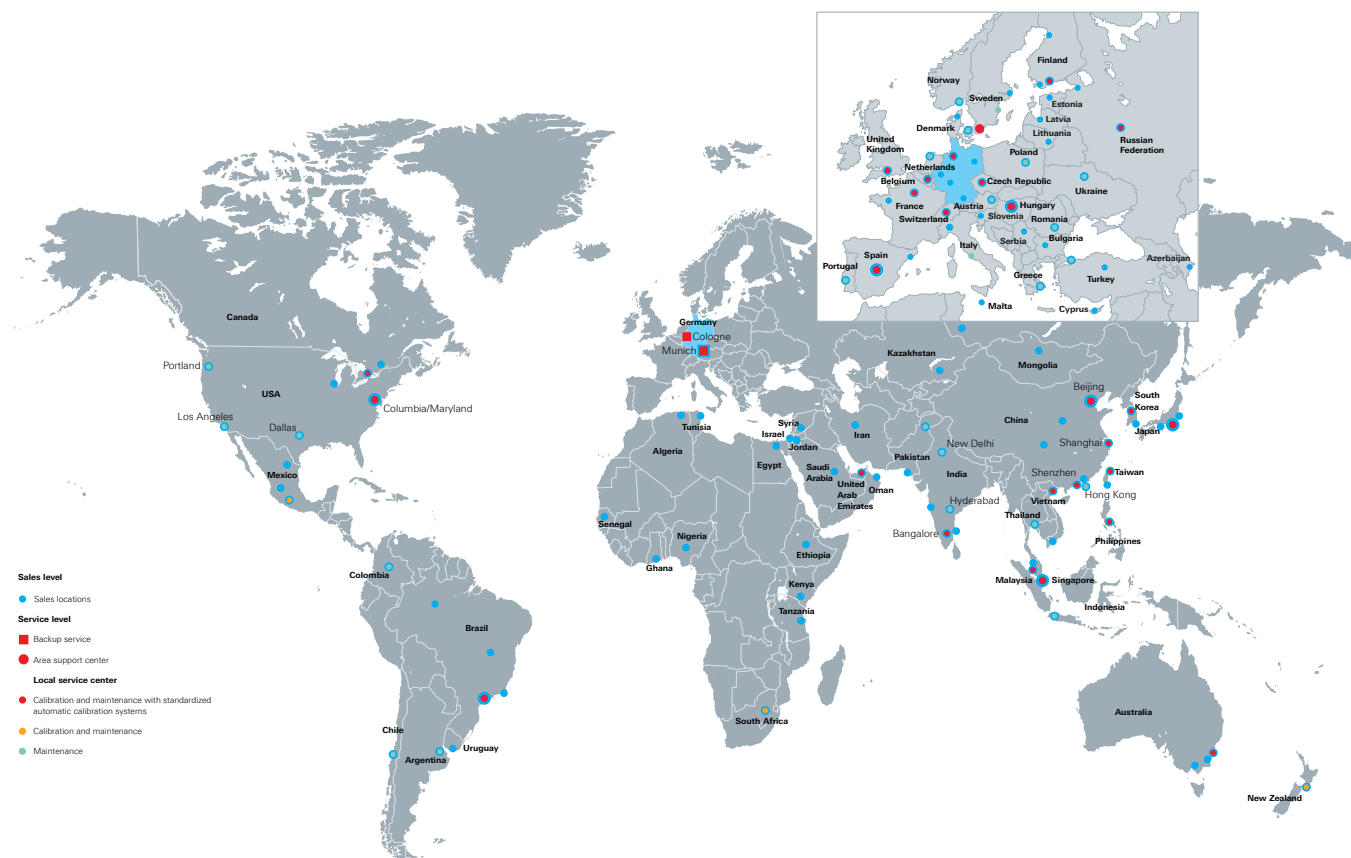 Finland
Norway
Sweden
Estonia
Latvia
Denmark
Lithuania
United
Kingdom
Russian
Federation
Poland
Netherlands
Belgium
Czech Republic
Ukraine
France
Austria
Hungary
Switzerland
Slovenia
Romania
Serbia
Bulgaria
Italy
Spain
Portugal
Azerbaijan
Greece
Turkey
Malta
Cyprus
Canada
Germany
Cologne
Munich
Portland
USA
Columbia/Maryland
Los Angeles
Dallas
Mexico
Kazakhstan
Mongolia
Beijing
South
Korea
China
Japan
Shanghai
Tunisia
Syria
Israel
Jordan
Iran
Algeria
Egypt
Saudi
Arabia
United
Arab
Emirates
Oman
Pakistan
New Delhi
India
Shenzhen
Taiwan
Hong Kong
Vietnam
Hyderabad
Thailand
Bangalore
Philippines
Senegal
Nigeria
Ghana
Ethiopia
Kenya
Tanzania
Malaysia
Singapore
Indonesia
Colombia
Brazil
Chile
Argentina
Uruguay
South Africa
Australia
New Zealand
Sales level
Sales locations
Service level
Backup service
Area support center
Local service center
Calibration and maintenance with standardized
automatic calibration systems
Calibration and maintenance
Maintenance